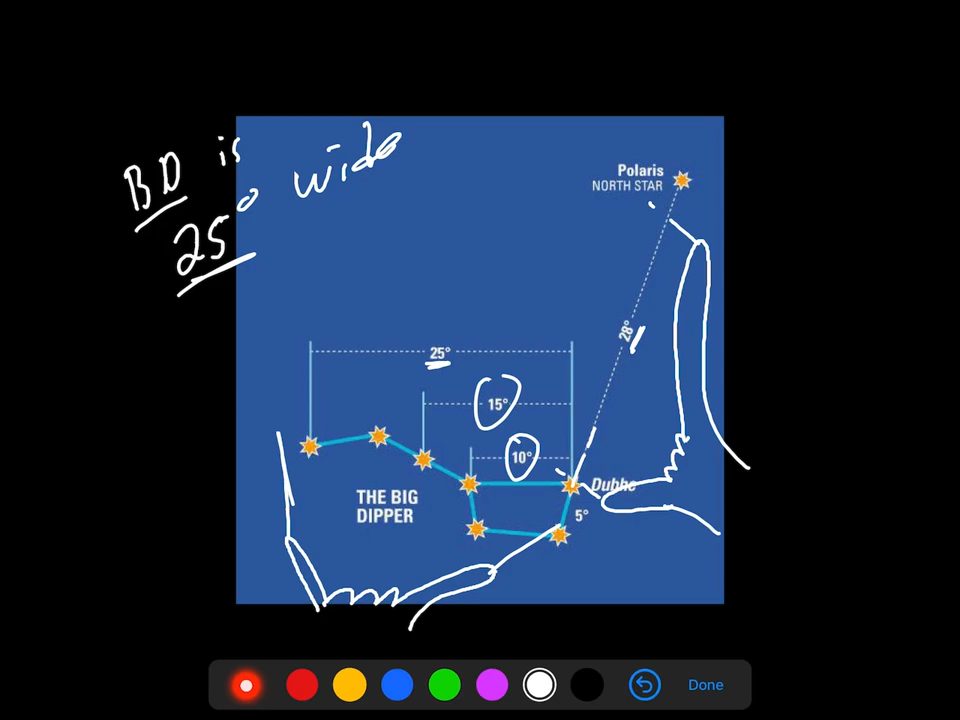 BD is
25° wide
Polaris
NORTH STAR
28°
25°
15°
10°
Dubhe
5°
THE BIG
DIPPER
Done